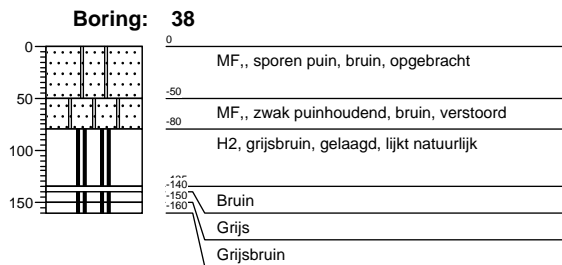 Boring: 38
0
50
100
150
0
MF,, sporen puin, bruin, opgebracht
-50
MF,, zwak puinhoudend, bruin, verstoord
-80
H2, grijsbruin, gelaagd, lijkt natuurlijk
-135
-140
Bruin
-150
Grijs
-160
Grijsbruin